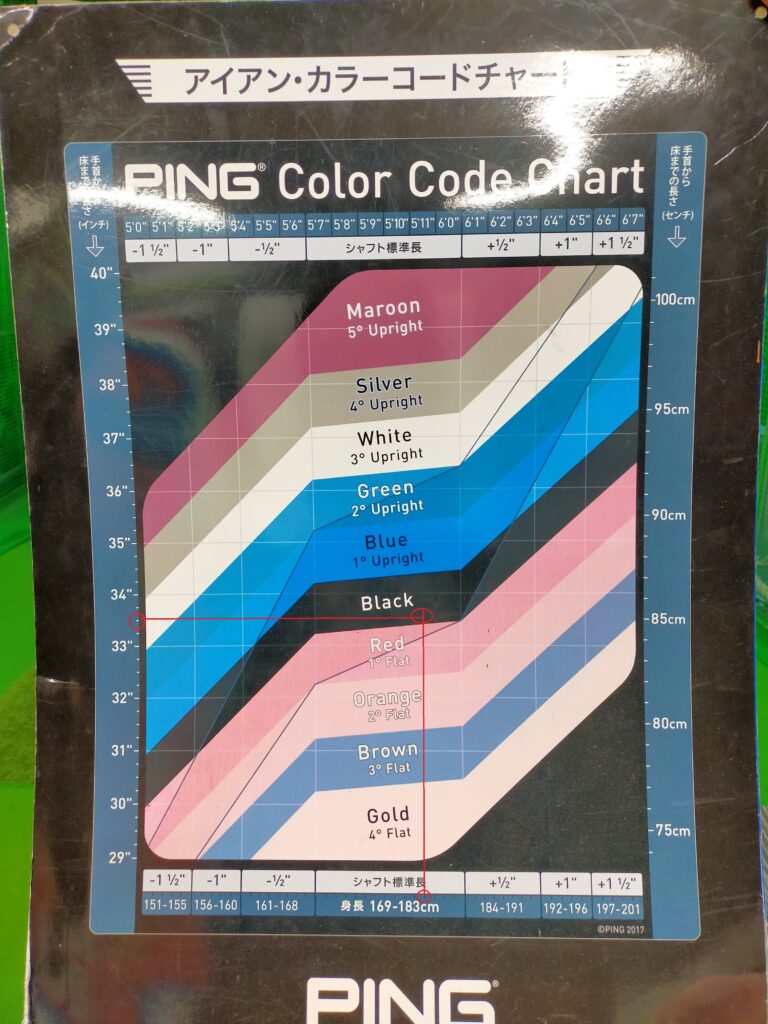 アイアン・カラーコードチャート
PING® Color Code Chart
手首から
床までの長さ
(インチ)
手首から
床までの長さ
(センチ)
5'0" 5'1" 5'2" 5'3" 5'4" 5'5" 5'6" 5'7" 5'8" 5'9" 5'10" 5'11" 6'0" 6'1" 6'2" 6'3" 6'4" 6'5" 6'6" 6'7"
-1 ½" -1" -½" シャフト標準長 +½" +1" +1 ½"
40"
39"
38"
37"
36"
35"
34"
33"
32"
31"
30"
29"
Maroon
5° Upright
Silver
4° Upright
White
3° Upright
Green
2° Upright
Blue
1° Upright
Black
Red
1° Flat
Orange
2° Flat
Brown
3° Flat
Gold
4° Flat
100cm
95cm
90cm
85cm
80cm
75cm
-1 ½" -1" -½" シャフト標準長 +½" +1" +1 ½"
151-155 156-160 161-168 身長 169-183cm 184-191 192-196 197-201
©PING 2017
PING®